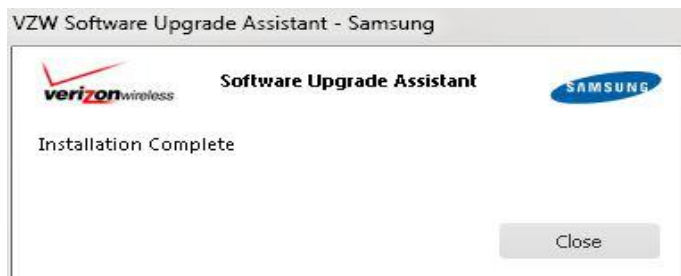 VZW Software Upgrade Assistant - Samsung
verizonwireless
Software Upgrade Assistant
SAMSUNG
Installation Complete
Close